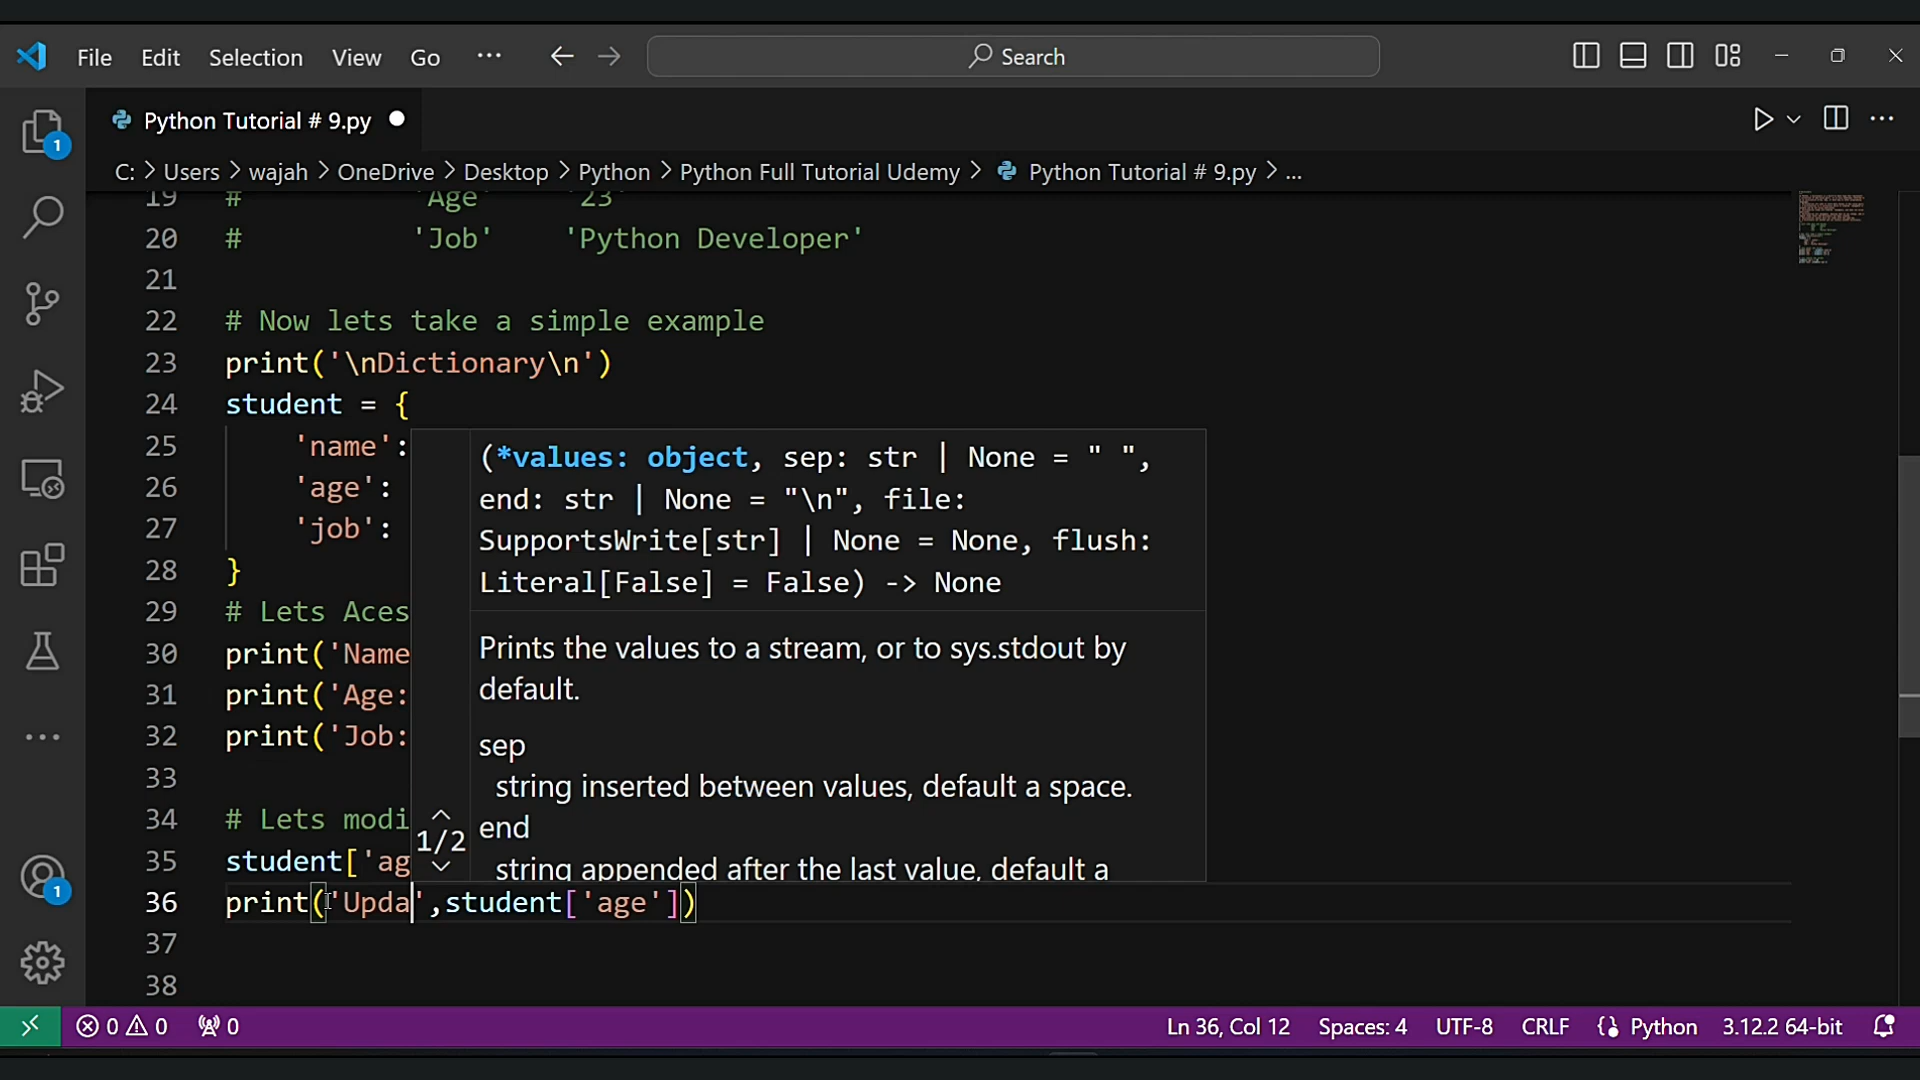 File Edit Selection View Go ··· Search
1
Python Tutorial # 9.py
C: > Users > wajah > OneDrive > Desktop > Python > Python Full Tutorial Udemy > Python Tutorial # 9.py > ...
19 # 'Age' '23'
20 # 'Job' 'Python Developer'
21
22 # Now lets take a simple example
23 print('\nDictionary\n')
24 student = {
25 'name':
26 'age':
27 'job':
28 }
29 # Lets Aces
30 print('Name
31 print('Age:
32 print('Job:
33
34 # Lets modi
35 student['ag
36 print('Upda',student['age'])
37
38
(*values: object, sep: str | None = " ",
end: str | None = "\n", file:
SupportsWrite[str] | None = None, flush:
Literal[False] = False) -> None
Prints the values to a stream, or to sys.stdout by
default.
sep
string inserted between values, default a space.
end
string appended after the last value, default a
1/2
1
0 0 0 Ln 36, Col 12 Spaces: 4 UTF-8 CRLF Python 3.12.2 64-bit